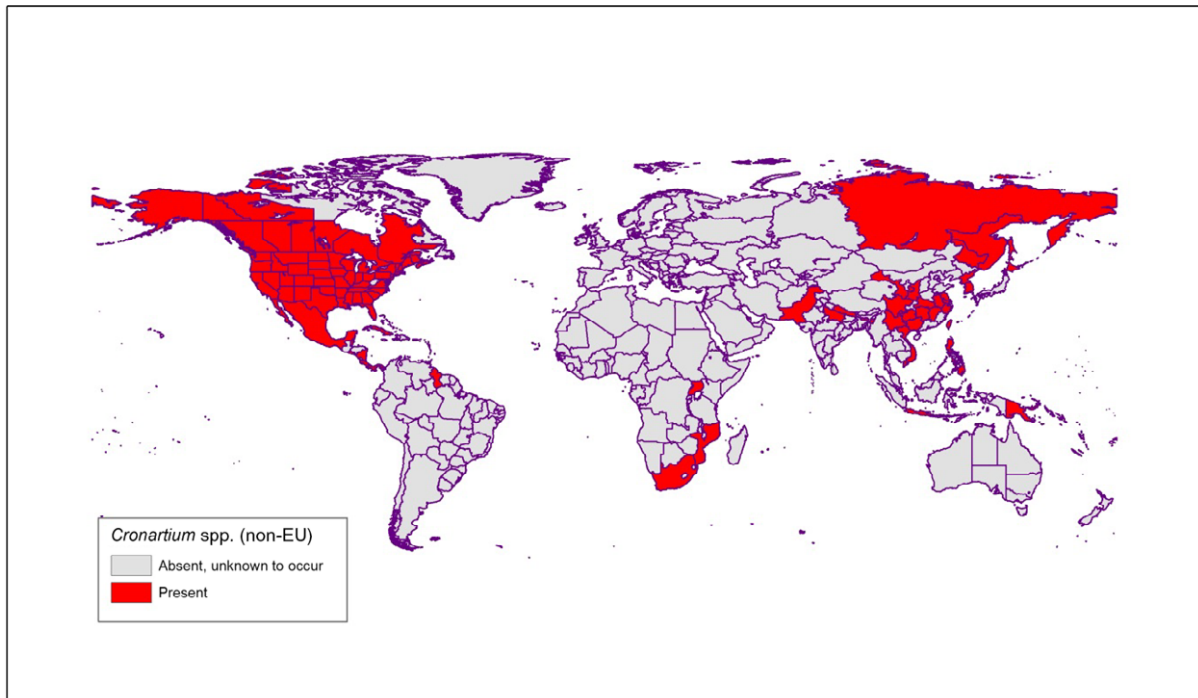 Cronartium spp. (non-EU)
Absent, unknown to occur
Present